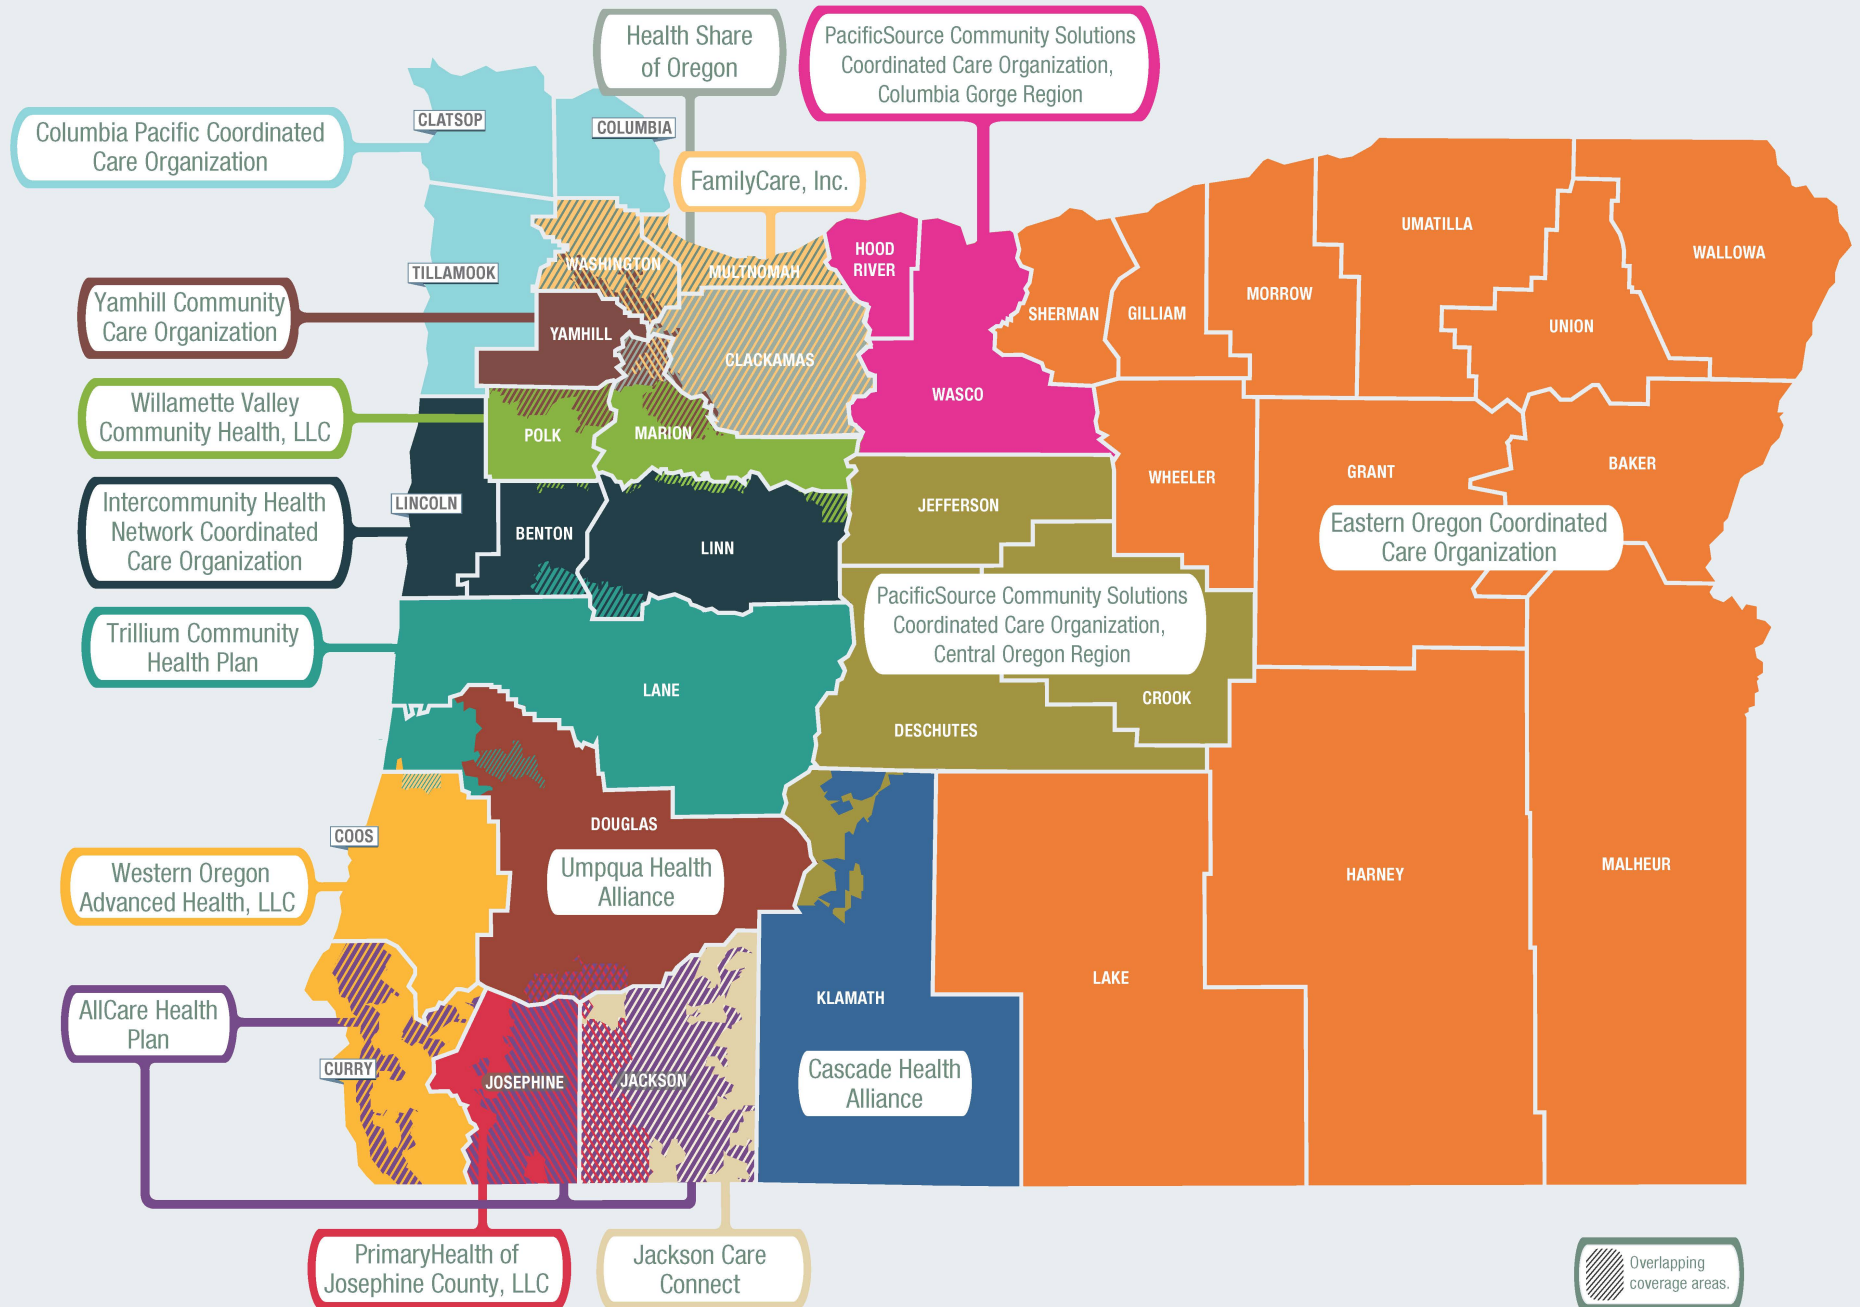 Health Share
of Oregon
PacificSource Community Solutions
Coordinated Care Organization,
Columbia Gorge Region
Columbia Pacific Coordinated
Care Organization
CLATSOP
COLUMBIA
FamilyCare, Inc.
TILLAMOOK
WASHINGTON
MULTNOMAH
HOOD
RIVER
UMATILLA
WALLOWA
Yamhill Community
Care Organization
YAMHILL
CLACKAMAS
SHERMAN
GILLIAM
MORROW
UNION
WASCO
Willamette Valley
Community Health, LLC
POLK
MARION
WHEELER
GRANT
BAKER
Intercommunity Health
Network Coordinated
Care Organization
LINCOLN
BENTON
LINN
JEFFERSON
Eastern Oregon Coordinated
Care Organization
PacificSource Community Solutions
Coordinated Care Organization,
Central Oregon Region
Trillium Community
Health Plan
LANE
CROOK
DESCHUTES
DOUGLAS
COOS
Umpqua Health
Alliance
Western Oregon
Advanced Health, LLC
HARNEY
MALHEUR
LAKE
KLAMATH
AllCare Health
Plan
CURRY
JOSEPHINE
JACKSON
Cascade Health
Alliance
PrimaryHealth of
Josephine County, LLC
Jackson Care
Connect
Overlapping
coverage areas.